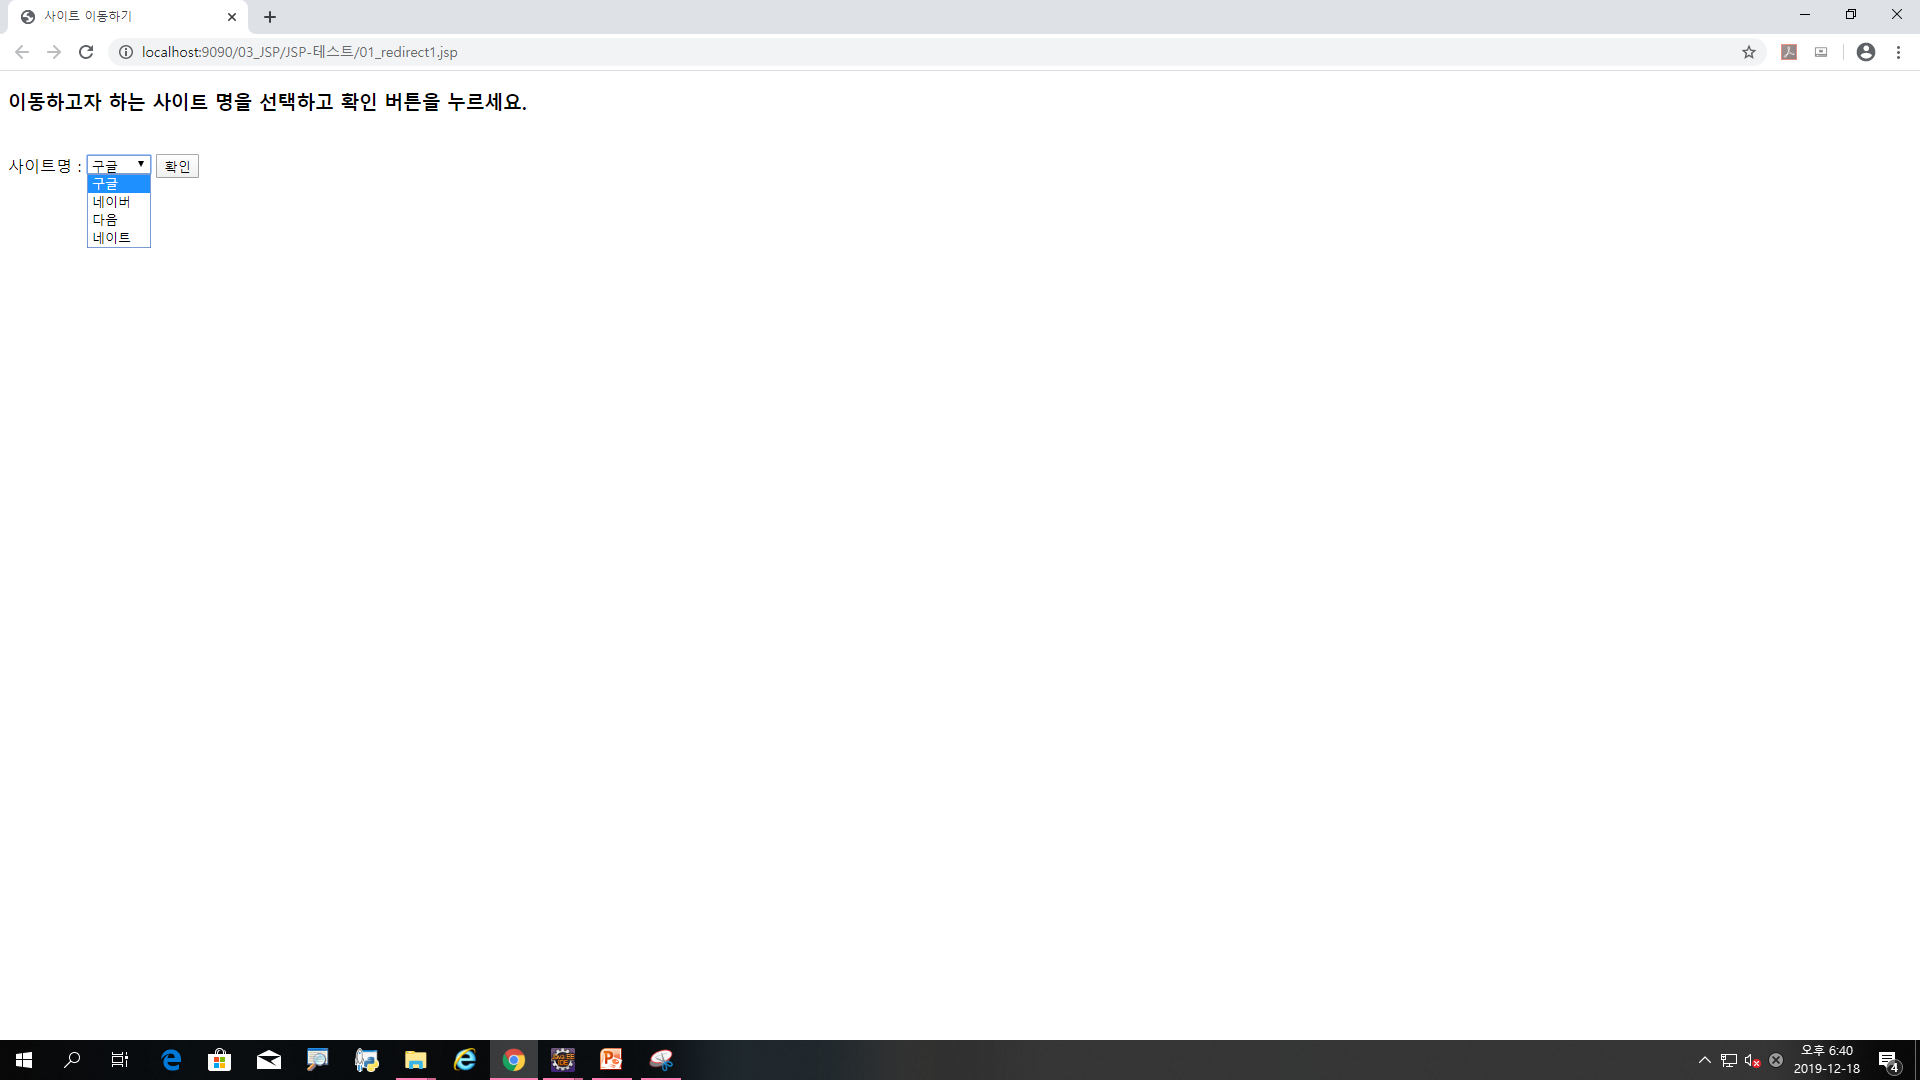 사이트 이동하기
localhost:9090/03_JSP/JSP-테스트/01_redirect1.jsp
이동하고자 하는 사이트 명을 선택하고 확인 버튼을 누르세요.
사이트명 : 구글 확인
구글
네이버
다음
네이트
오후 6:40
2019-12-18
4